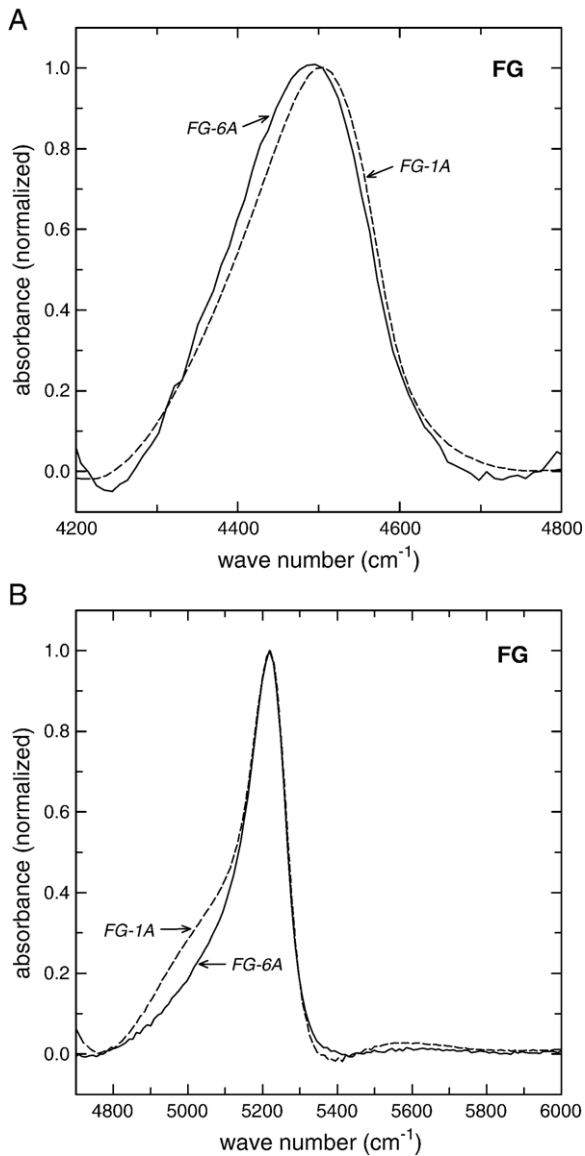 A
FG
FG-6A
FG-1A
absorbance (normalized)
1.0
0.8
0.6
0.4
0.2
0.0
4200 4400 4600 4800
wave number (cm⁻¹)
B
FG
FG-1A
FG-6A
absorbance (normalized)
1.0
0.8
0.6
0.4
0.2
0.0
4800 5000 5200 5400 5600 5800 6000
wave number (cm⁻¹)